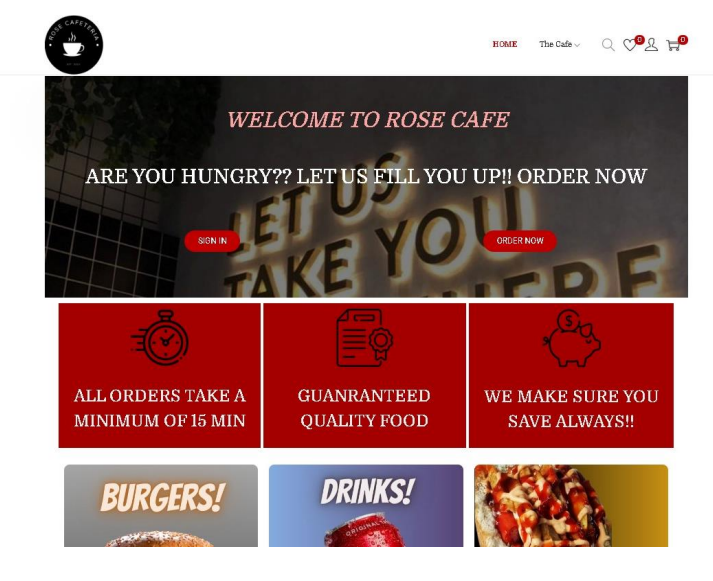 ROSE CAFETERIA
HOME
The Cafe
0
0
WELCOME TO ROSE CAFE
ARE YOU HUNGRY?? LET US FILL YOU UP!! ORDER NOW
LET US
TAKE YOU
SIGN IN
ORDER NOW
ALL ORDERS TAKE A
MINIMUM OF 15 MIN
GUANRANTEED
QUALITY FOOD
WE MAKE SURE YOU
SAVE ALWAYS!!
BURGERS!
DRINKS!
ORIGINAL